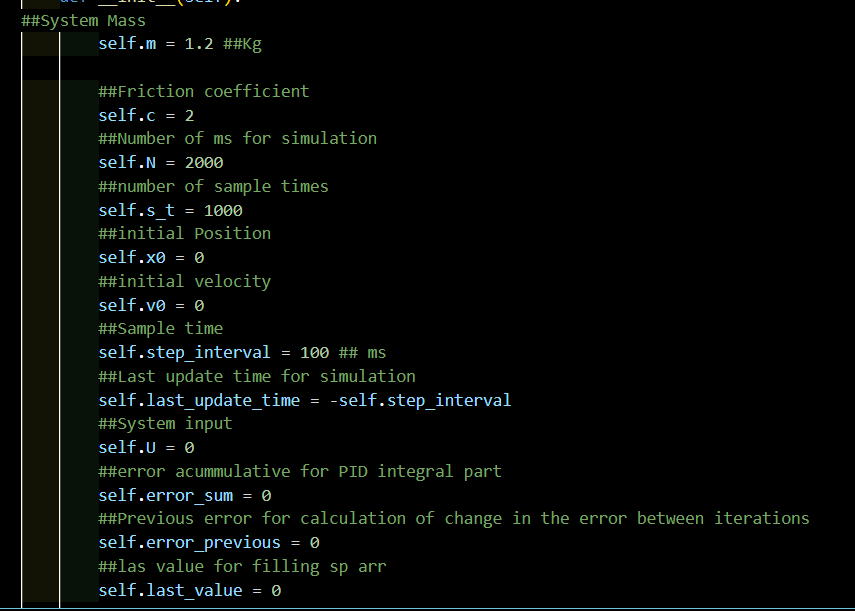 def __init__(self):
##System Mass
self.m = 1.2 ##Kg
##Friction coefficient
self.c = 2
##Number of ms for simulation
self.N = 2000
##number of sample times
self.s_t = 1000
##initial Position
self.x0 = 0
##initial velocity
self.v0 = 0
##Sample time
self.step_interval = 100 ## ms
##Last update time for simulation
self.last_update_time = -self.step_interval
##System input
self.U = 0
##error acummulative for PID integral part
self.error_sum = 0
##Previous error for calculation of change in the error between iterations
self.error_previous = 0
##las value for filling sp arr
self.last_value = 0